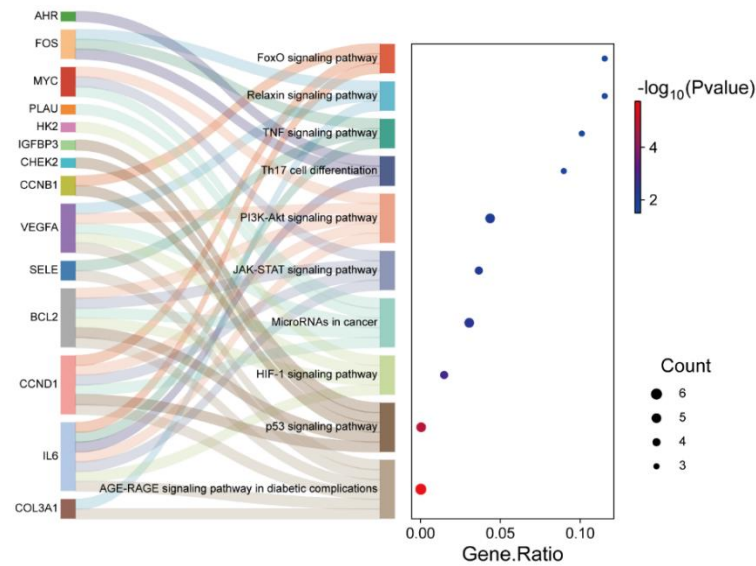 AHR
FOS
MYC
PLAU
HK2
IGFBP3
CHEK2
CCNB1
VEGFA
SELE
BCL2
CCND1
IL6
COL3A1
FoxO signaling pathway
Relaxin signaling pathway
TNF signaling pathway
Th17 cell differentiation
PI3K-Akt signaling pathway
JAK-STAT signaling pathway
MicroRNAs in cancer
HIF-1 signaling pathway
p53 signaling pathway
AGE-RAGE signaling pathway in diabetic complications
0.00 0.05 0.10
Gene.Ratio
-log10(Pvalue)
4
2
Count
6
5
4
3